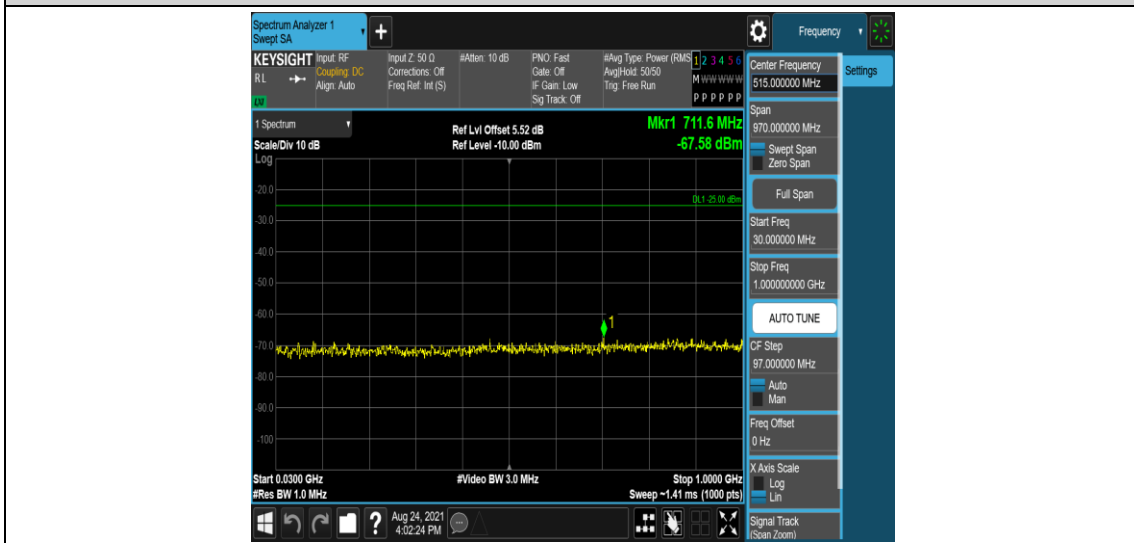 Spectrum Analyzer 1
Swept SA
Frequency
KEYSIGHT
RL
Input: RF
Coupling: DC
Align: Auto
Input Z: 50 Ω
Corrections: Off
Freq Ref: Int (S)
#Atten: 10 dB
PNO: Fast
Gate: Off
IF Gain: Low
Sig Track: Off
#Avg Type: Power (RMS
Avg|Hold: 50/50
Trig: Free Run
1 2 3 4 5 6
M W W W W W
P P P P P P
1 Spectrum
Scale/Div 10 dB
Log
Ref Lvl Offset 5.52 dB
Ref Level -10.00 dBm
Mkr1 711.6 MHz
-67.58 dBm
DL1 -25.00 dBm
-20.0
-30.0
-40.0
-50.0
-60.0
-70.0
-80.0
-90.0
-100
1
Start 0.0300 GHz
#Res BW 1.0 MHz
#Video BW 3.0 MHz
Stop 1.0000 GHz
Sweep ~1.41 ms (1000 pts)
Aug 24, 2021
4:02:24 PM
?
Center Frequency
515.000000 MHz
Settings
Span
970.000000 MHz
Swept Span
Zero Span
Full Span
Start Freq
30.000000 MHz
Stop Freq
1.000000000 GHz
AUTO TUNE
CF Step
97.000000 MHz
Auto
Man
Freq Offset
0 Hz
X Axis Scale
Log
Lin
Signal Track
(Span Zoom)